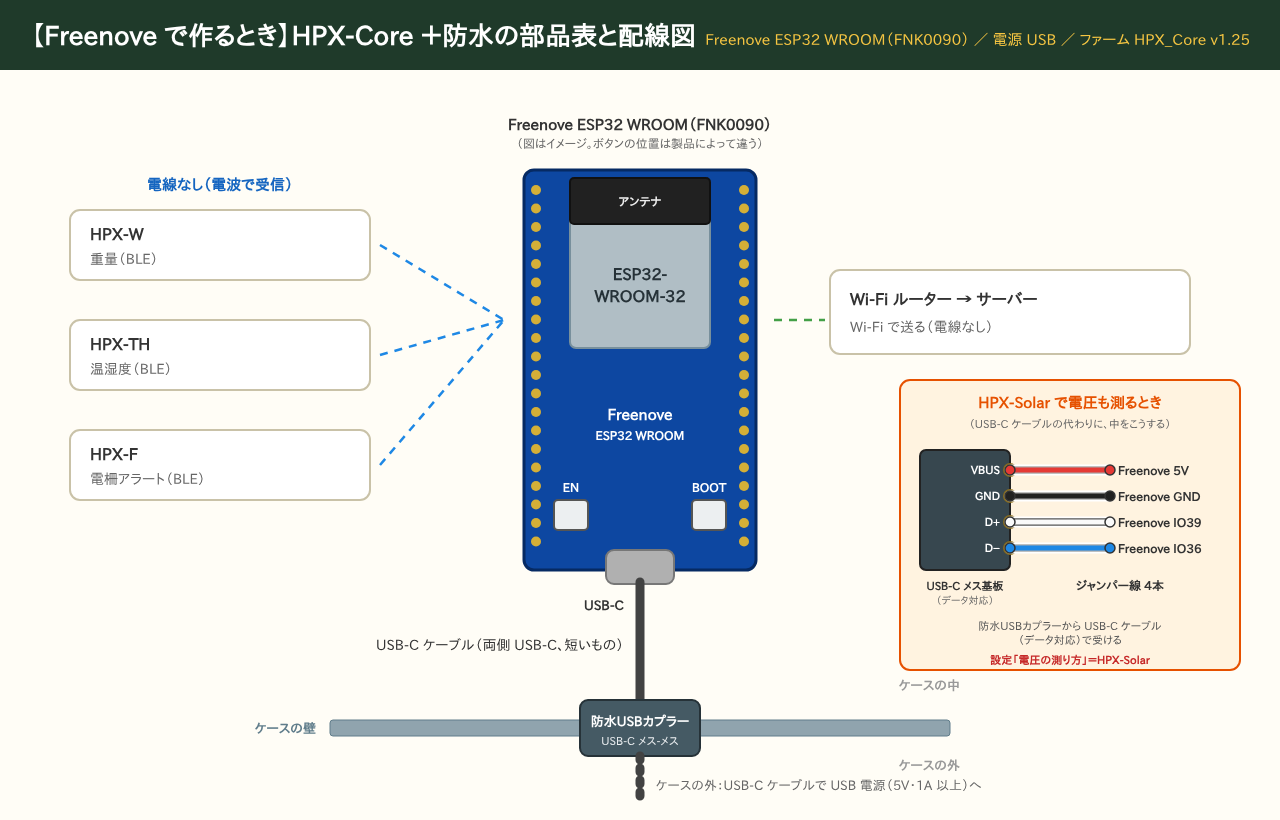 【Freenove で作るとき】HPX-Core ＋防水の部品表と配線図 Freenove ESP32 WROOM（FNK0090） ／ 電源 USB ／ ファーム HPX_Core v1.25
Freenove ESP32 WROOM（FNK0090）
（図はイメージ。ボタンの位置は製品によって違う）
電線なし（電波で受信）
HPX-W
重量（BLE）
HPX-TH
温湿度（BLE）
HPX-F
電柵アラート（BLE）
アンテナ
ESP32-
WROOM-32
Freenove
ESP32 WROOM
EN
BOOT
USB-C
Wi-Fi ルーター → サーバー
Wi-Fi で送る（電線なし）
HPX-Solar で電圧も測るとき
（USB-C ケーブルの代わりに、中をこうする）
VBUS
Freenove 5V
GND
Freenove GND
D+
Freenove IO39
D−
Freenove IO36
USB-C メス基板
（データ対応）
ジャンパー線 4本
防水USBカプラーから USB-C ケーブル
（データ対応）で受ける
設定「電圧の測り方」＝HPX-Solar
USB-C ケーブル（両側 USB-C、短いもの）
ケースの中
ケースの壁
防水USBカプラー
USB-C メス-メス
ケースの外
ケースの外：USB-C ケーブルで USB 電源（5V・1A 以上）へ